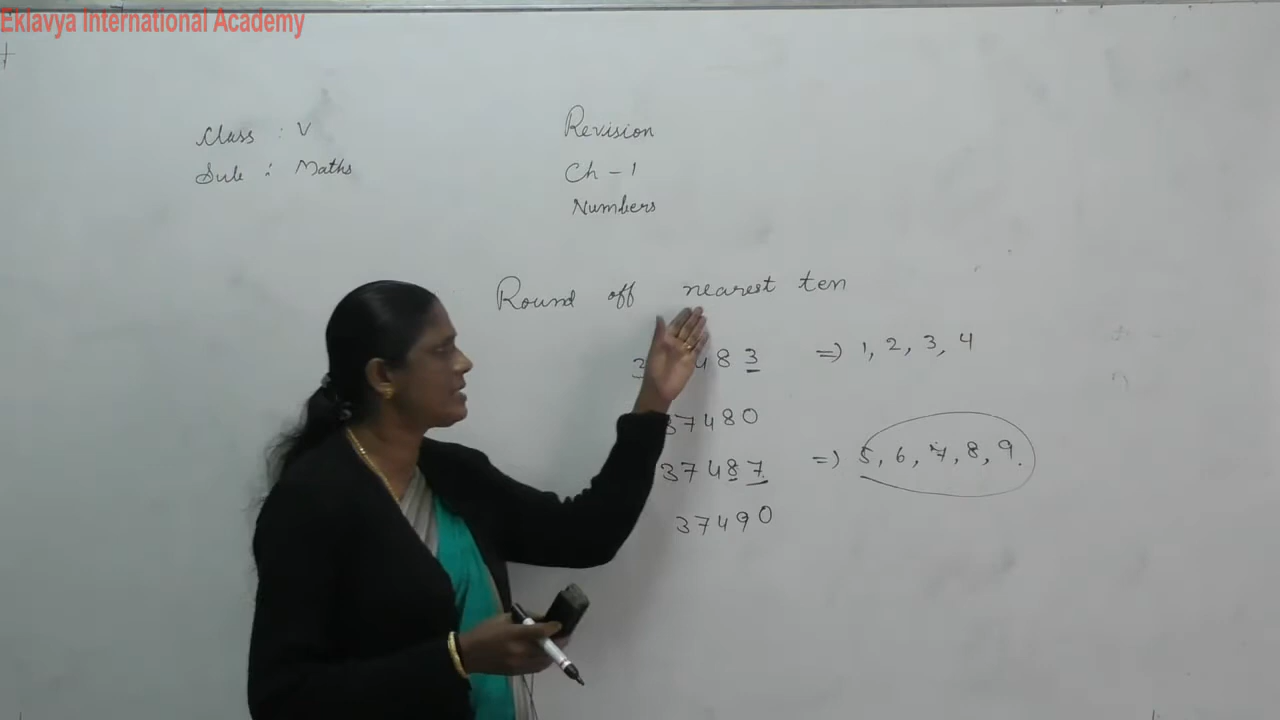 Eklavya International Academy
Class : V
Sub : Maths
Revision
Ch - 1
Numbers
Round off nearest ten
483 => 1, 2, 3, 4
37480
37487 => 5, 6, 7, 8, 9.
37490